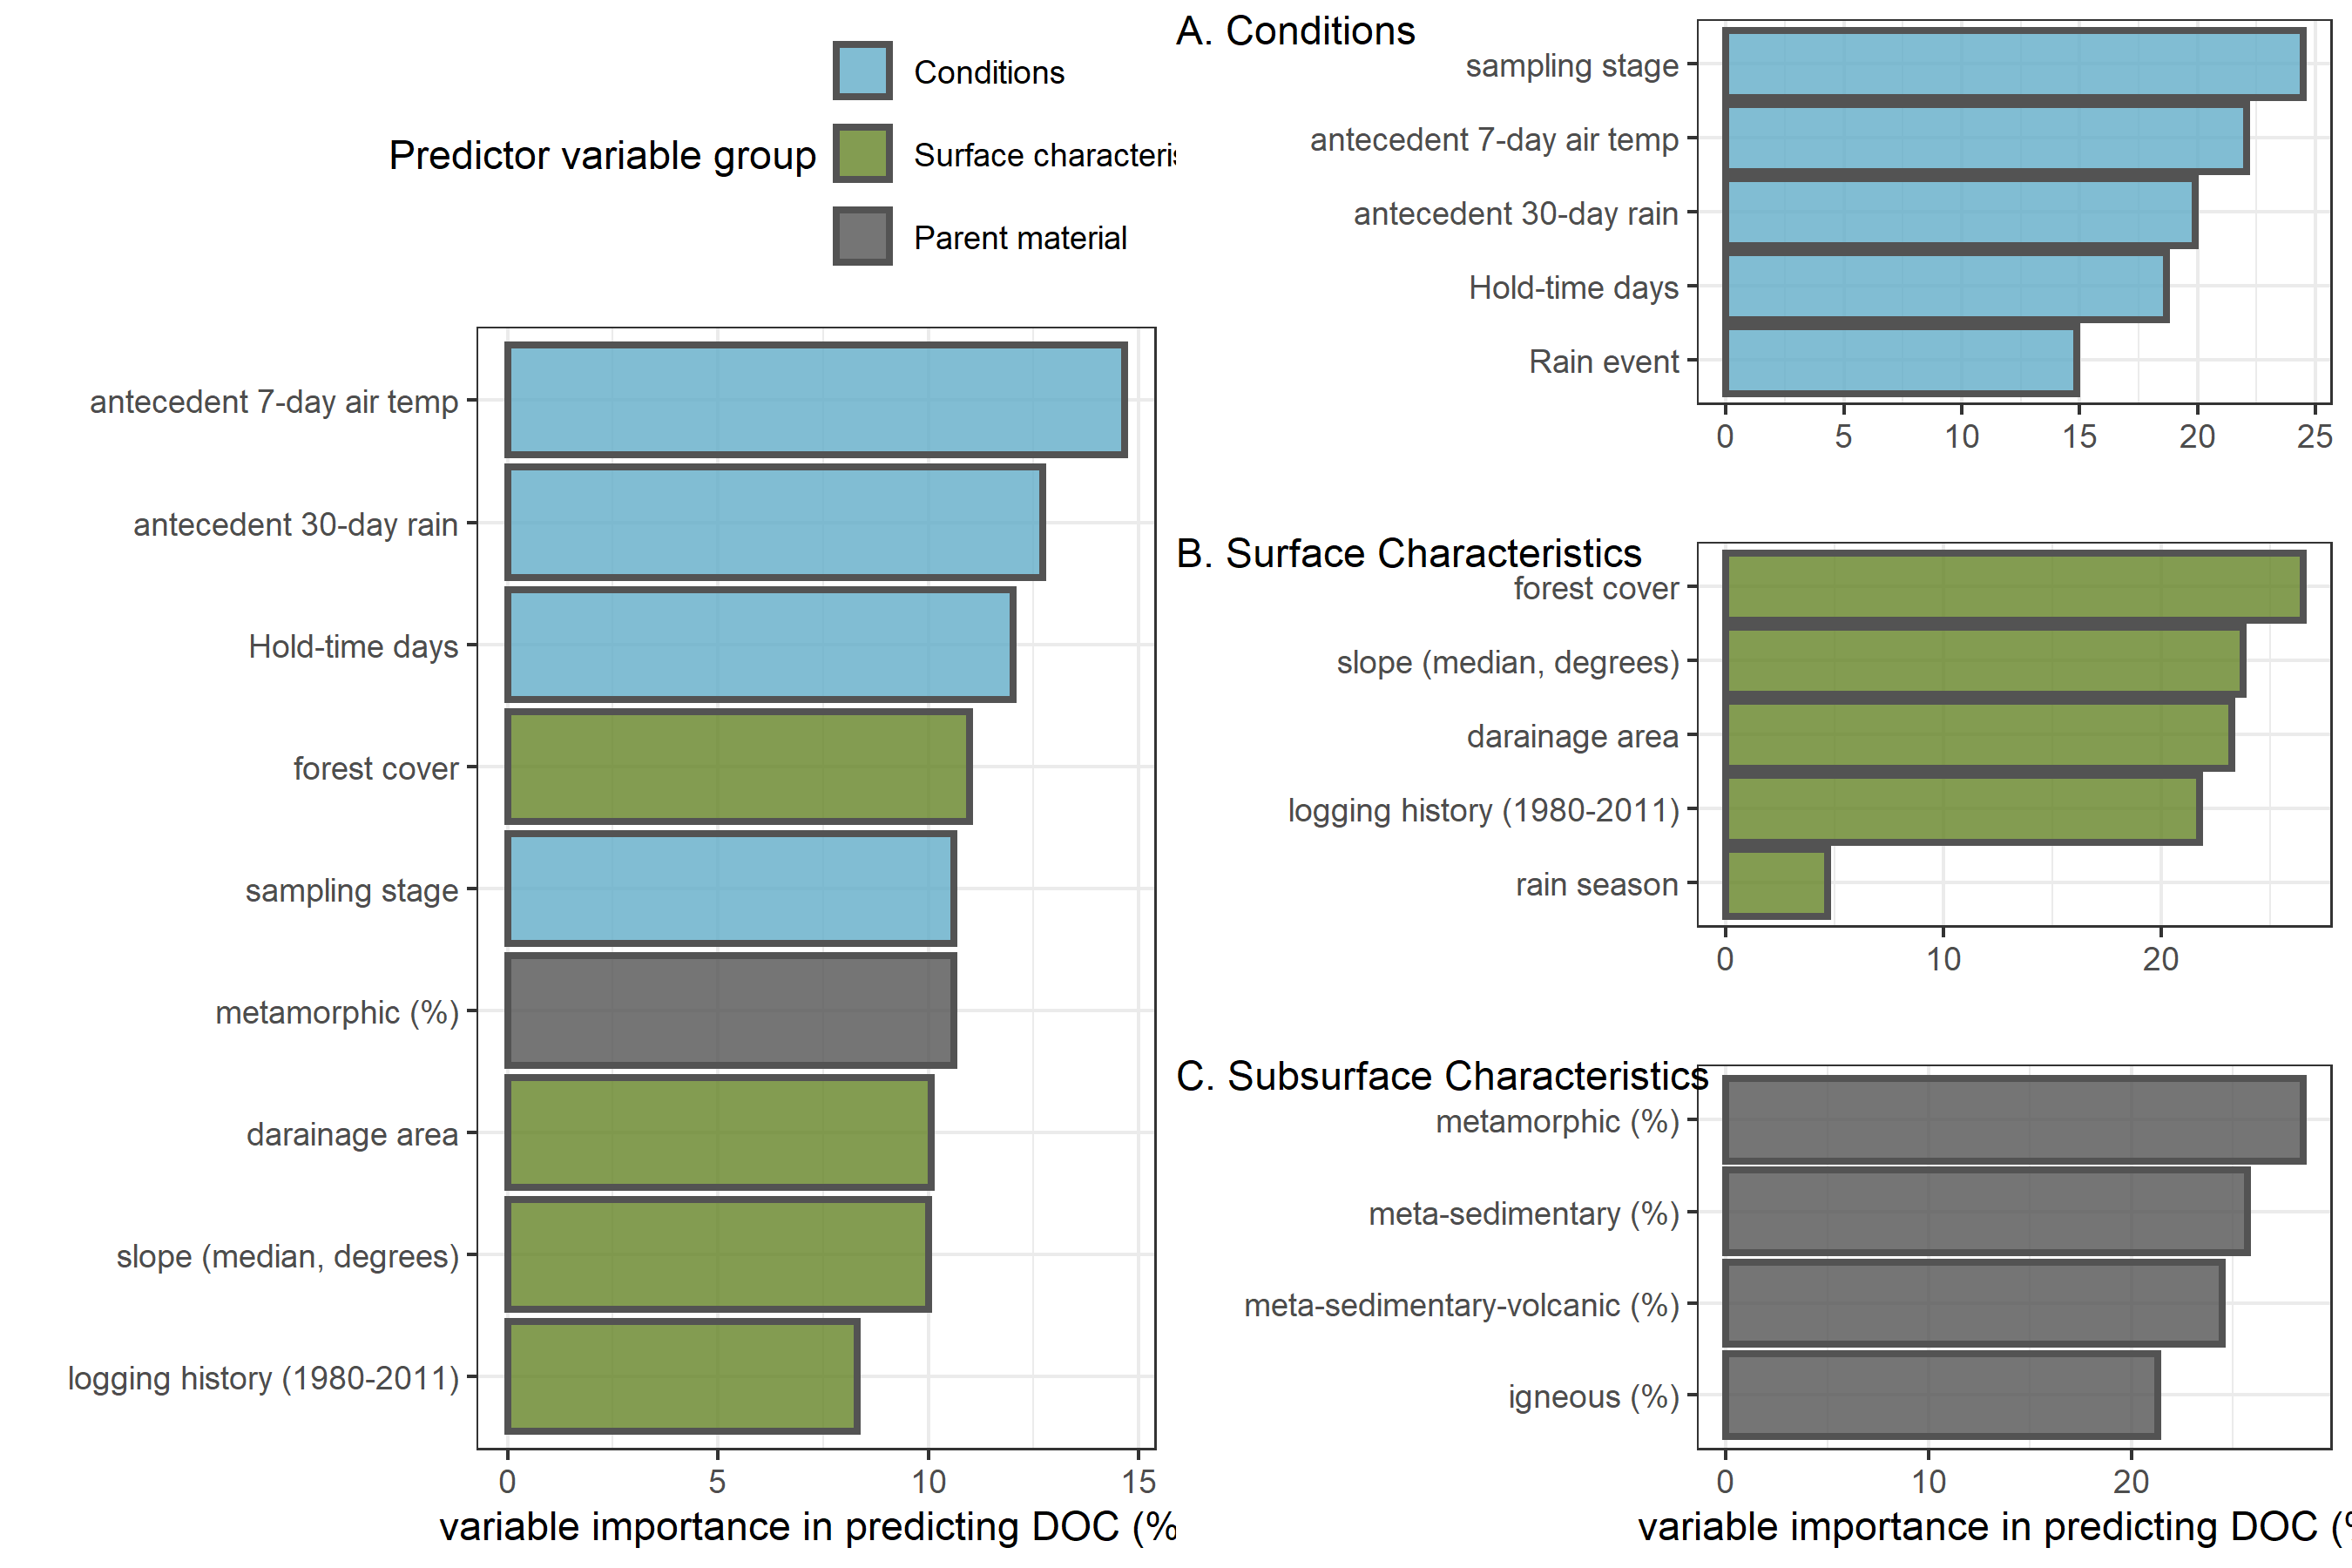 Predictor variable group
Conditions
Surface characteris
Parent material
antecedent 7-day air temp
antecedent 30-day rain
Hold-time days
forest cover
sampling stage
metamorphic (%)
darainage area
slope (median, degrees)
logging history (1980-2011)
0 5 10 15
variable importance in predicting DOC (%
A. Conditions
sampling stage
antecedent 7-day air temp
antecedent 30-day rain
Hold-time days
Rain event
0 5 10 15 20 25
B. Surface Characteristics
forest cover
slope (median, degrees)
darainage area
logging history (1980-2011)
rain season
0 10 20
C. Subsurface Characteristics
metamorphic (%)
meta-sedimentary (%)
meta-sedimentary-volcanic (%)
igneous (%)
0 10 20
variable importance in predicting DOC (%